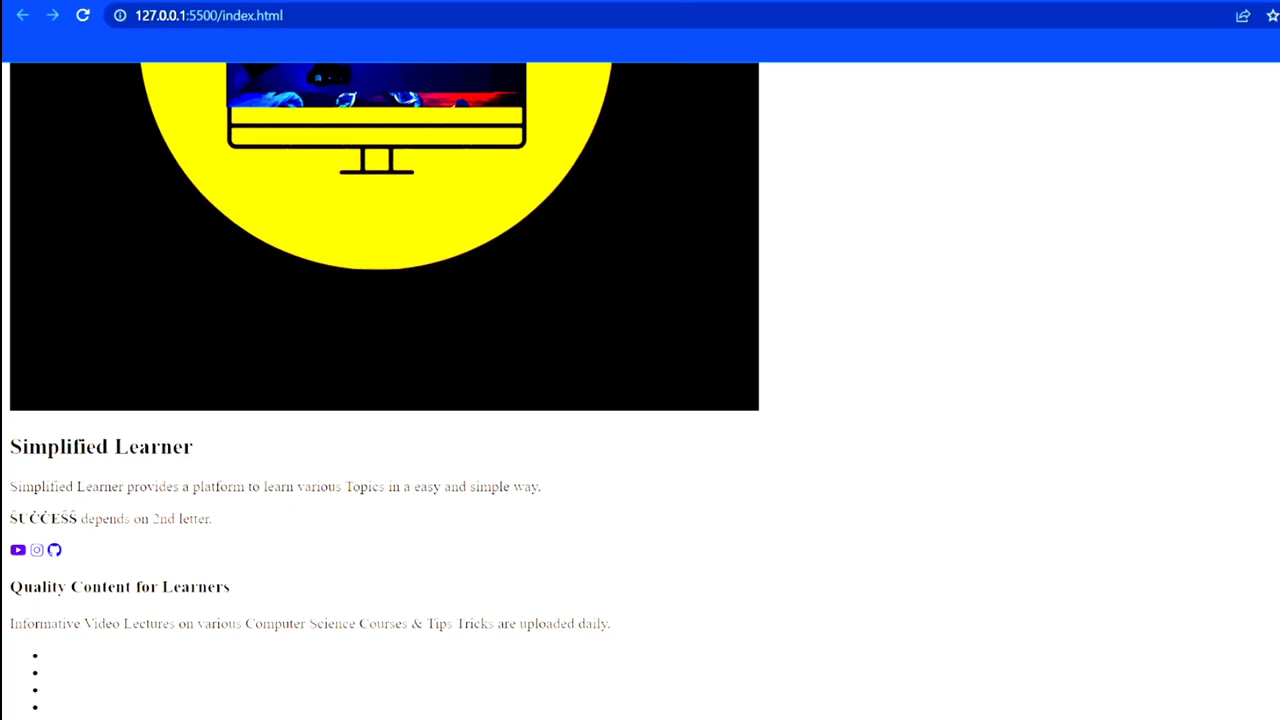 127.0.0.1:5500/index.html
Simplified Learner
Simplified Learner provides a platform to learn various Topics in a easy and simple way.
ṠUĊĊEṠṠ depends on 2nd letter.
Quality Content for Learners
Informative Video Lectures on various Computer Science Courses & Tips Tricks are uploaded daily.